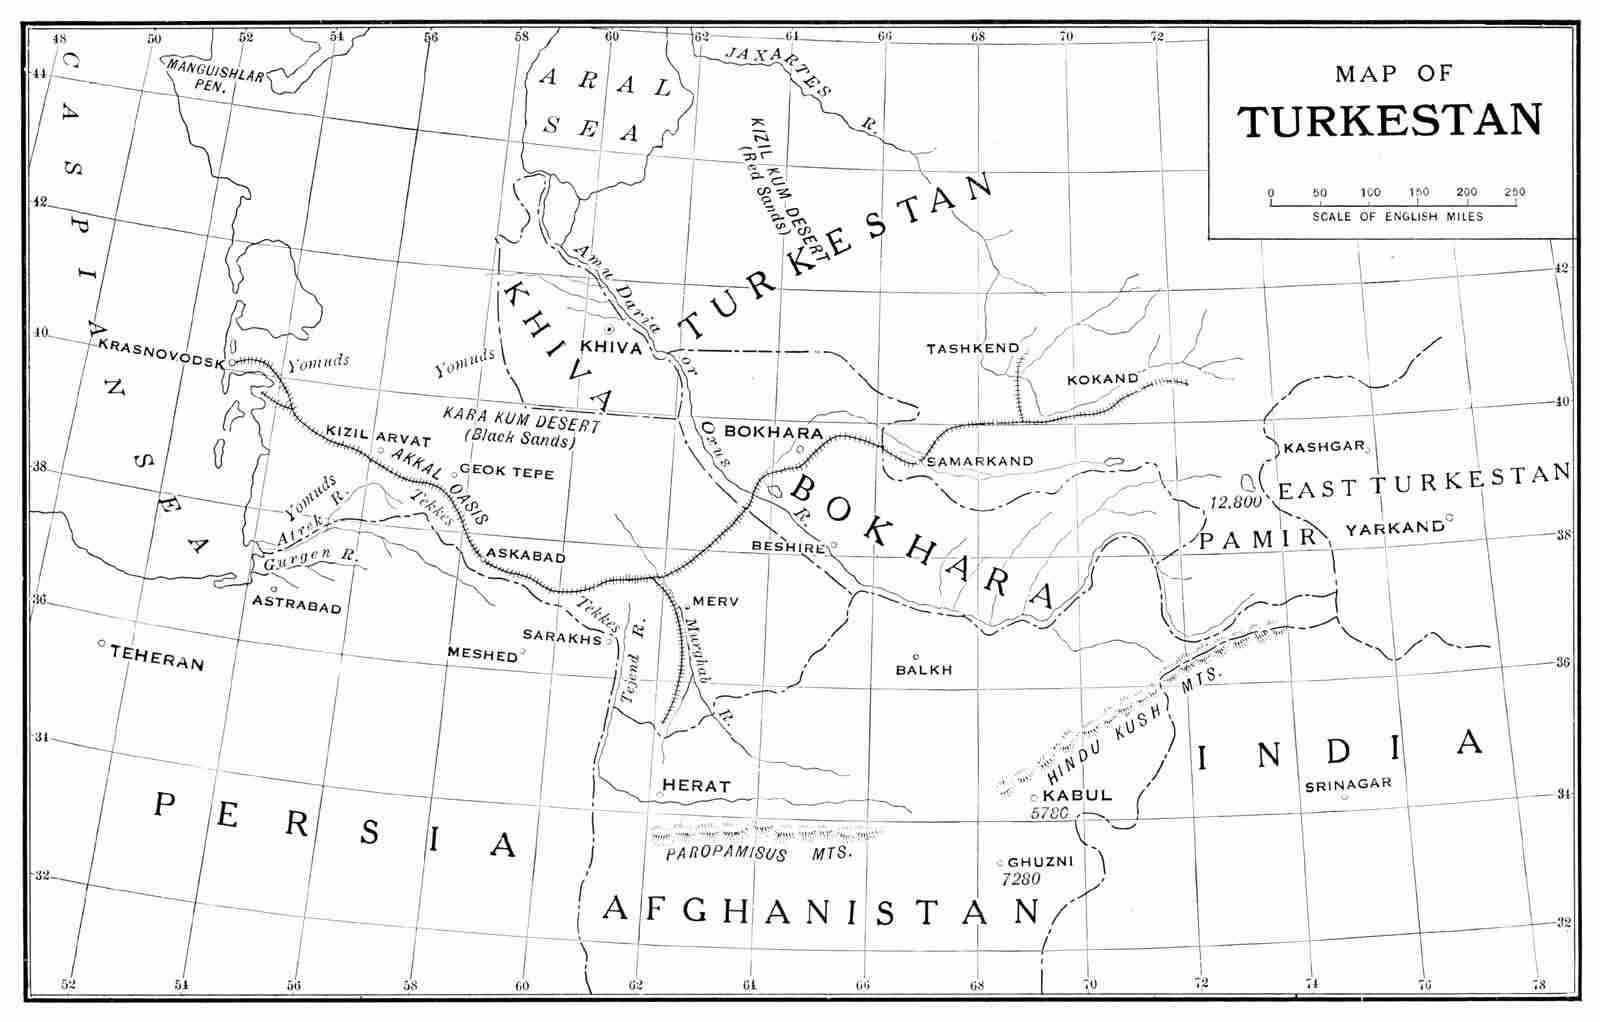 48 50 52 54 56 58 60 62 64 66 68 70 72
MAP OF
TURKESTAN
0 50 100 150 200 250
SCALE OF ENGLISH MILES
44
42
40
38
36
34
32
42
40
38
36
34
32
CASPIAN SEA
MANGUISHLAR
PEN.
ARAL
SEA
JAXARTES R.
KIZIL KUM DESERT
(Red Sands)
TURKESTAN
Amu Daria or Oxus R.
KHIVA
KHIVA
TASHKEND
KOKAND
KRASNOVODSK
Yomuds
Yomuds
KARA KUM DESERT
(Black Sands)
BOKHARA
SAMARKAND
KASHGAR
KIZIL ARVAT
AKKAL OASIS
GEOK TEPE
Tekkes
Yomuds
Atrek R.
Gurgen R.
BOKHARA
12.800
EAST TURKESTAN
YARKAND
PAMIR
ASKABAD
BESHIRE
ASTRABAD
Tekkes
MERV
SARAKHS
Tejend R.
Murghab R.
MESHED
TEHERAN
BALKH
HINDU KUSH MTS.
INDIA
SRINAGAR
HERAT
KABUL
5780
PERSIA
PAROPAMISUS MTS.
GHUZNI
7280
AFGHANISTAN
52 54 56 58 60 62 64 66 68 70 72 74 76 78